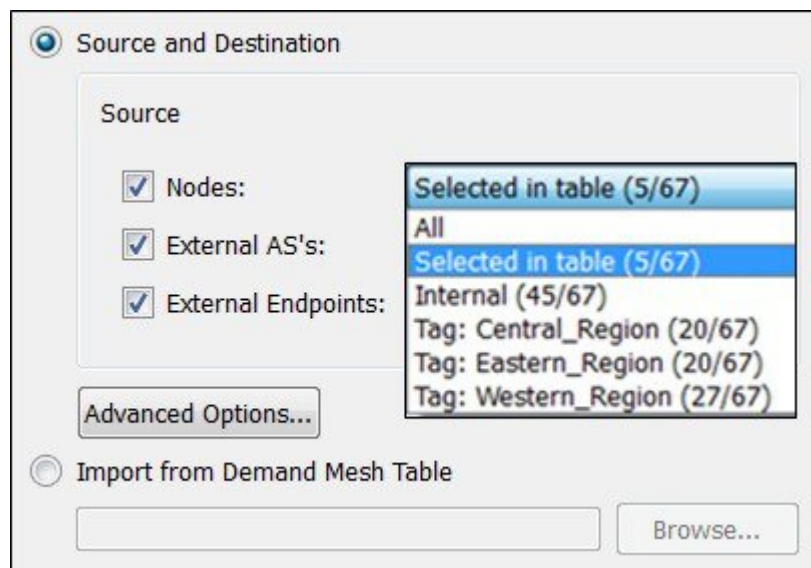 Source and Destination
Source
Nodes:
Selected in table (5/67)
All
External AS's:
Selected in table (5/67)
External Endpoints:
Internal (45/67)
Tag: Central_Region (20/67)
Tag: Eastern_Region (20/67)
Tag: Western_Region (27/67)
Advanced Options...
Import from Demand Mesh Table
Browse...